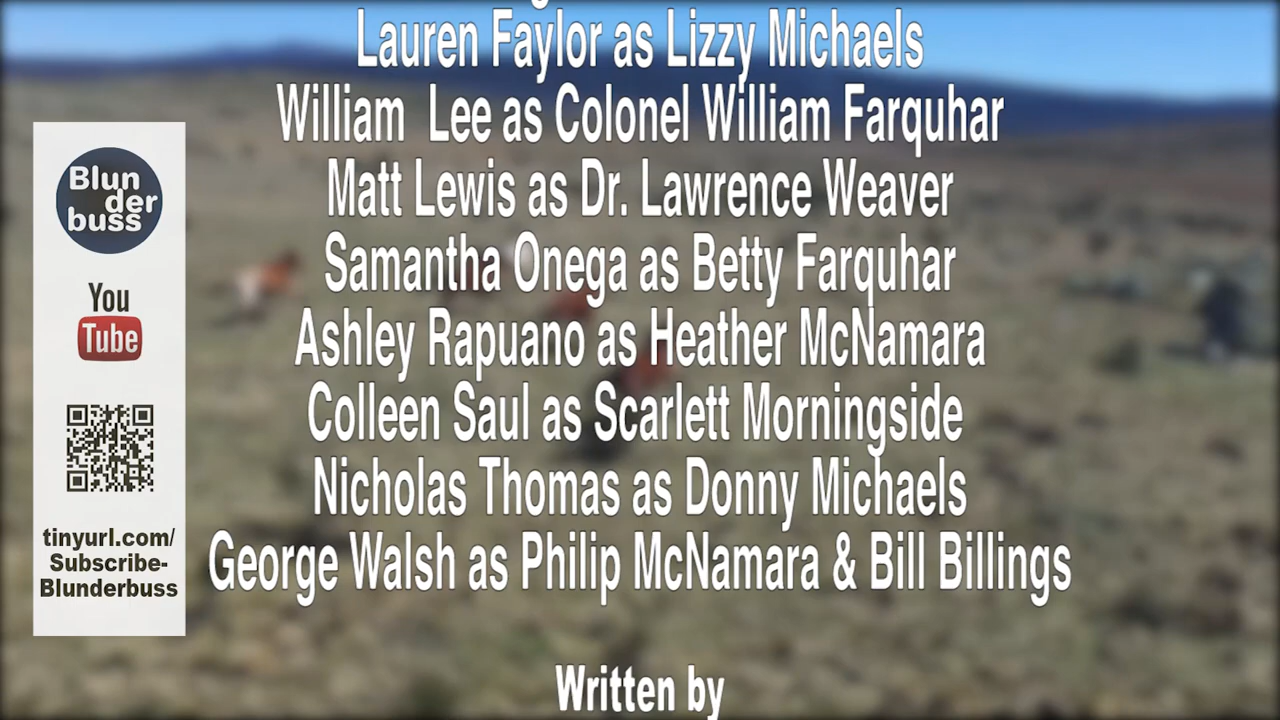 Lauren Faylor as Lizzy Michaels
William  Lee as Colonel William Farquhar
Matt Lewis as Dr. Lawrence Weaver
Samantha Onega as Betty Farquhar
Ashley Rapuano as Heather McNamara
Colleen Saul as Scarlett Morningside
Nicholas Thomas as Donny Michaels
George Walsh as Philip McNamara & Bill Billings
Written by
Blun
der
buss
You
Tube
tinyurl.com/
Subscribe-
Blunderbuss